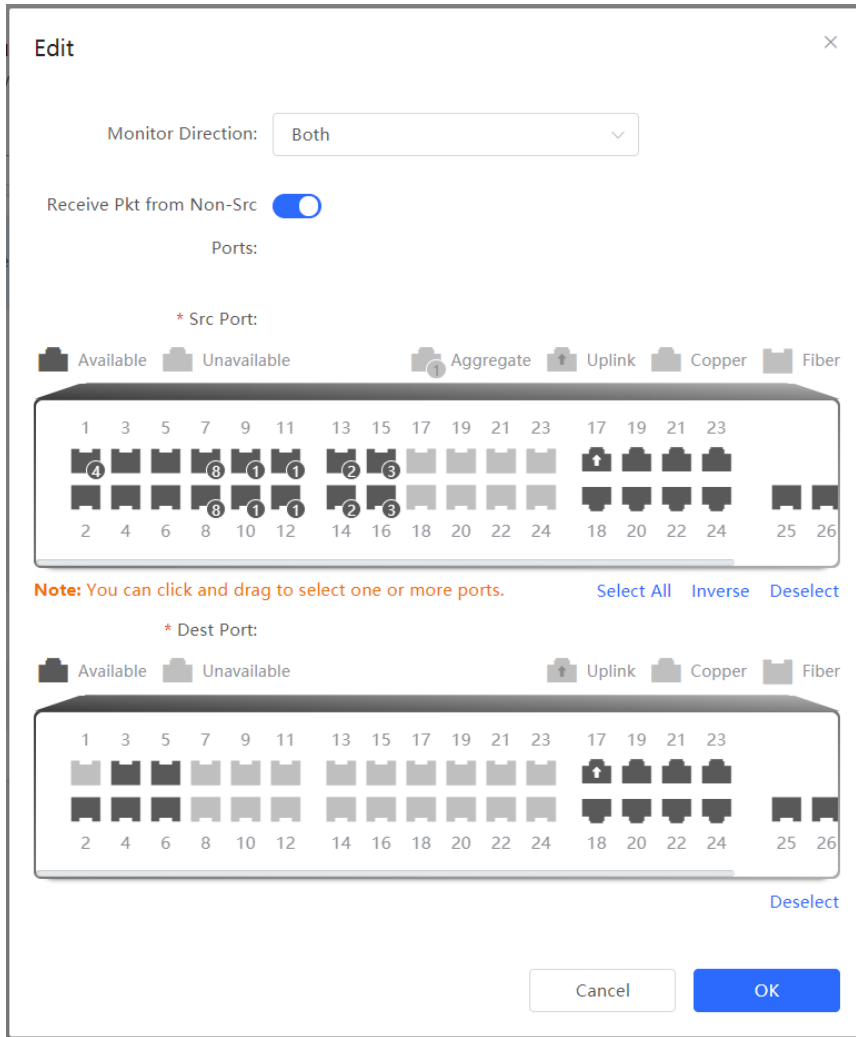 Edit
Monitor Direction: Both
Receive Pkt from Non-Src
Ports:
* Src Port:
Available Unavailable 1 Aggregate Uplink Copper Fiber
1 3 5 7 9 11 13 15 17 19 21 23 17 19 21 23
4 8 1 1 2 3
8 1 1 2 3
2 4 6 8 10 12 14 16 18 20 22 24 18 20 22 24 25 26
Note: You can click and drag to select one or more ports. Select All Inverse Deselect
* Dest Port:
Available Unavailable Uplink Copper Fiber
1 3 5 7 9 11 13 15 17 19 21 23 17 19 21 23
2 4 6 8 10 12 14 16 18 20 22 24 18 20 22 24 25 26
Deselect
Cancel OK